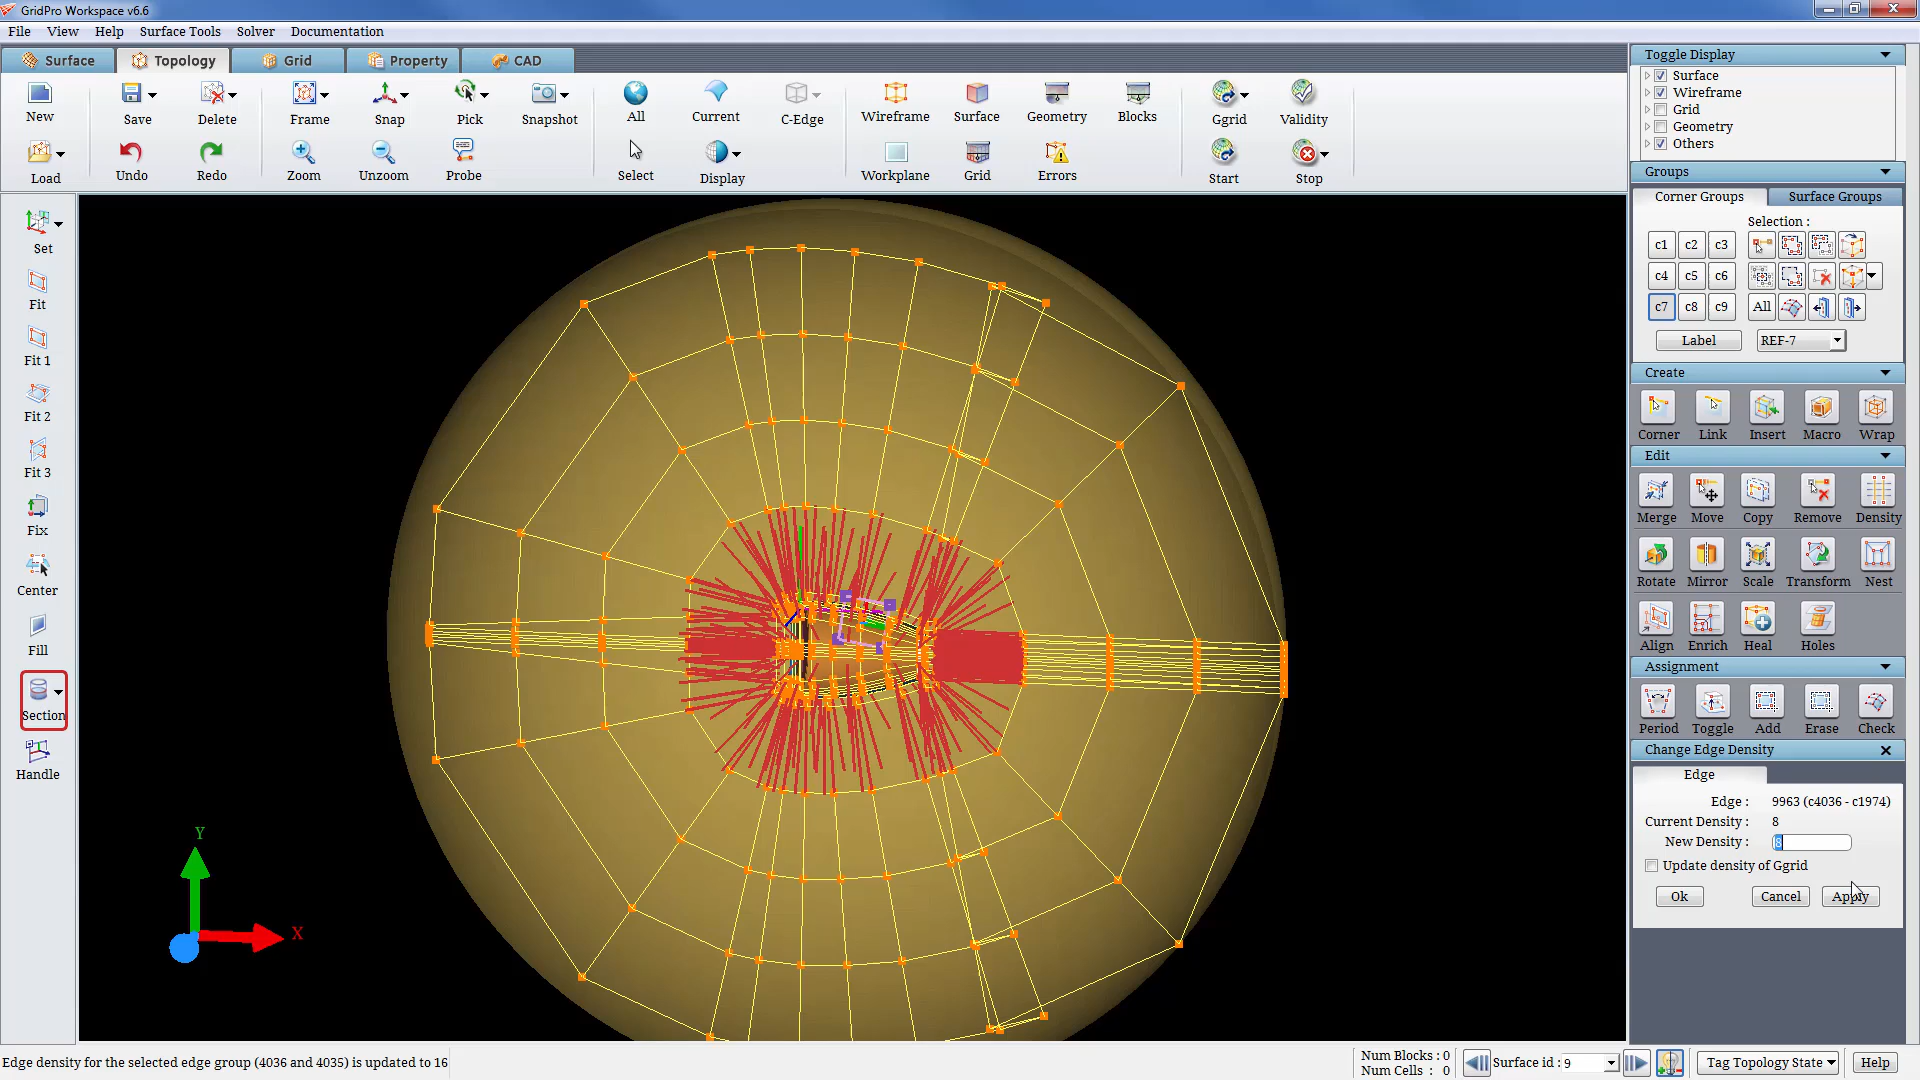 GridPro Workspace v6.6
File View Help Surface Tools Solver Documentation
Surface Topology Grid Property CAD
New Save Delete Frame Snap Pick Snapshot All Current C-Edge Wireframe Surface Geometry Blocks Ggrid Validity
Load Undo Redo Zoom Unzoom Probe Select Display Workplane Grid Errors Start Stop
Set
Fit
Fit 1
Fit 2
Fit 3
Fix
Center
Fill
Section
Handle
Y
X
Toggle Display
Surface
Wireframe
Grid
Geometry
Others
Groups
Corner Groups Surface Groups
Selection :
c1 c2 c3
c4 c5 c6
c7 c8 c9 All
Label REF-7
Create
Corner Link Insert Macro Wrap
Edit
Merge Move Copy Remove Density
Rotate Mirror Scale Transform Nest
Align Enrich Heal Holes
Assignment
Period Toggle Add Erase Check
Change Edge Density
Edge
Edge : 9963 (c4036 - c1974)
Current Density : 8
New Density : 8
Update density of Ggrid
Ok Cancel Apply
Edge density for the selected edge group (4036 and 4035) is updated to 16
Num Blocks : 0
Num Cells : 0
Surface id : 9
Tag Topology State
Help